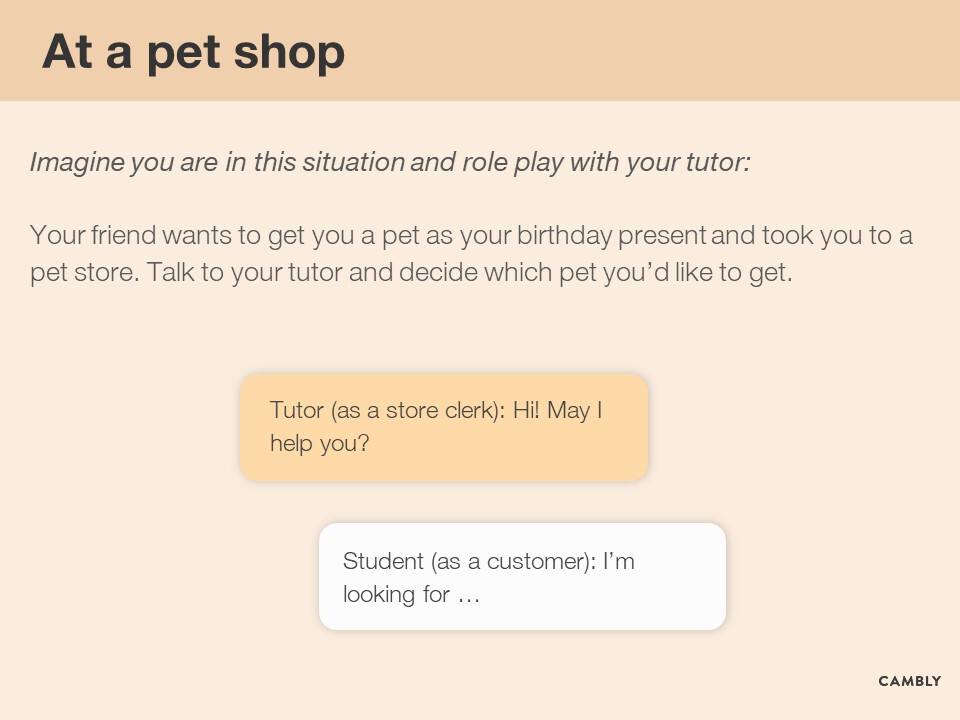 At a pet shop
Imagine you are in this situation and role play with your tutor:
Your friend wants to get you a pet as your birthday present and took you to a
pet store. Talk to your tutor and decide which pet you’d like to get.
Tutor (as a store clerk): Hi! May I
help you?
Student (as a customer): I’m
looking for …
CAMBLY